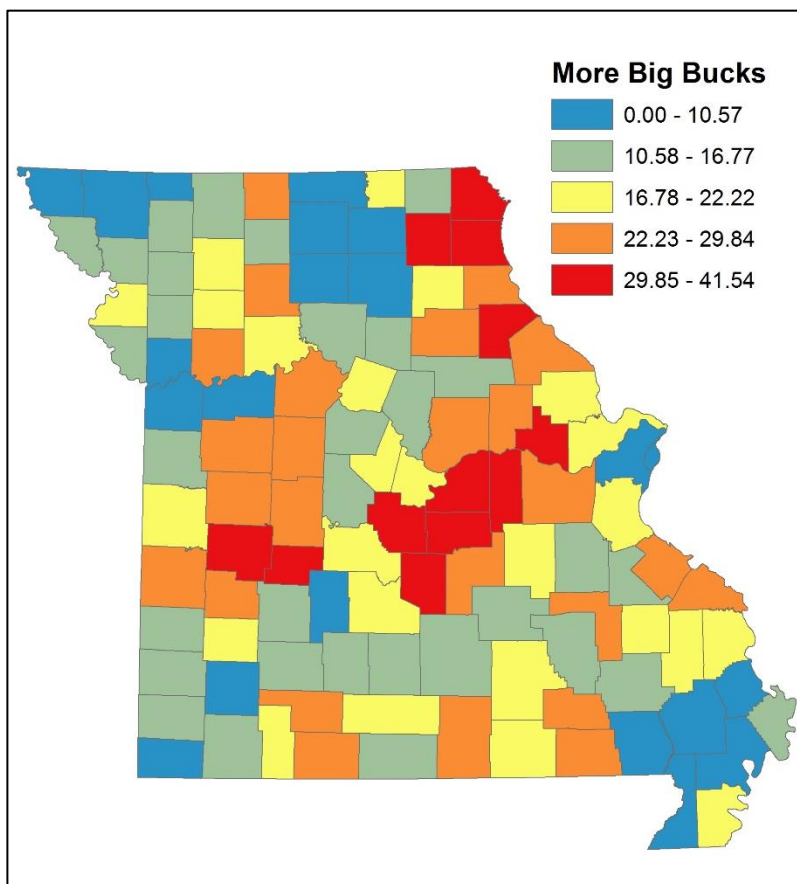 More Big Bucks
0.00 - 10.57
10.58 - 16.77
16.78 - 22.22
22.23 - 29.84
29.85 - 41.54